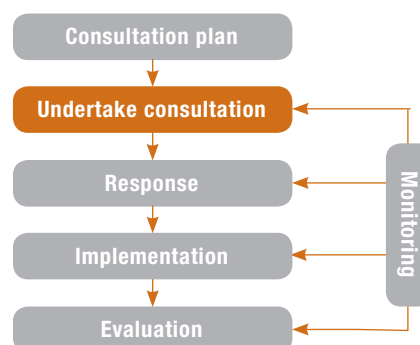 Consultation plan
Undertake consultation
Response
Monitoring
Implementation
Evaluation